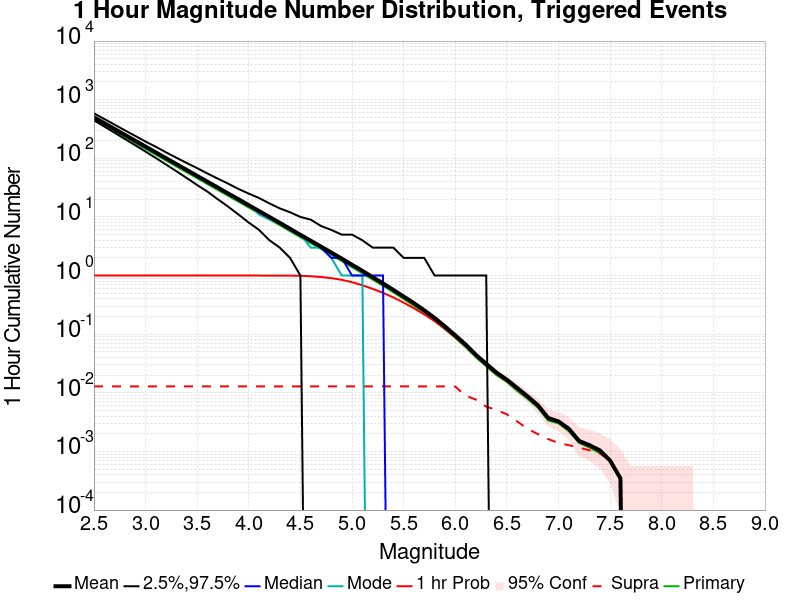 1 Hour Magnitude Number Distribution, Triggered Events
1 Hour Cumulative Number
10^4
10^3
10^2
10^1
10^0
10^-1
10^-2
10^-3
10^-4
2.5 3.0 3.5 4.0 4.5 5.0 5.5 6.0 6.5 7.0 7.5 8.0 8.5 9.0
Magnitude
Mean 2.5%,97.5% Median Mode 1 hr Prob 95% Conf Supra Primary